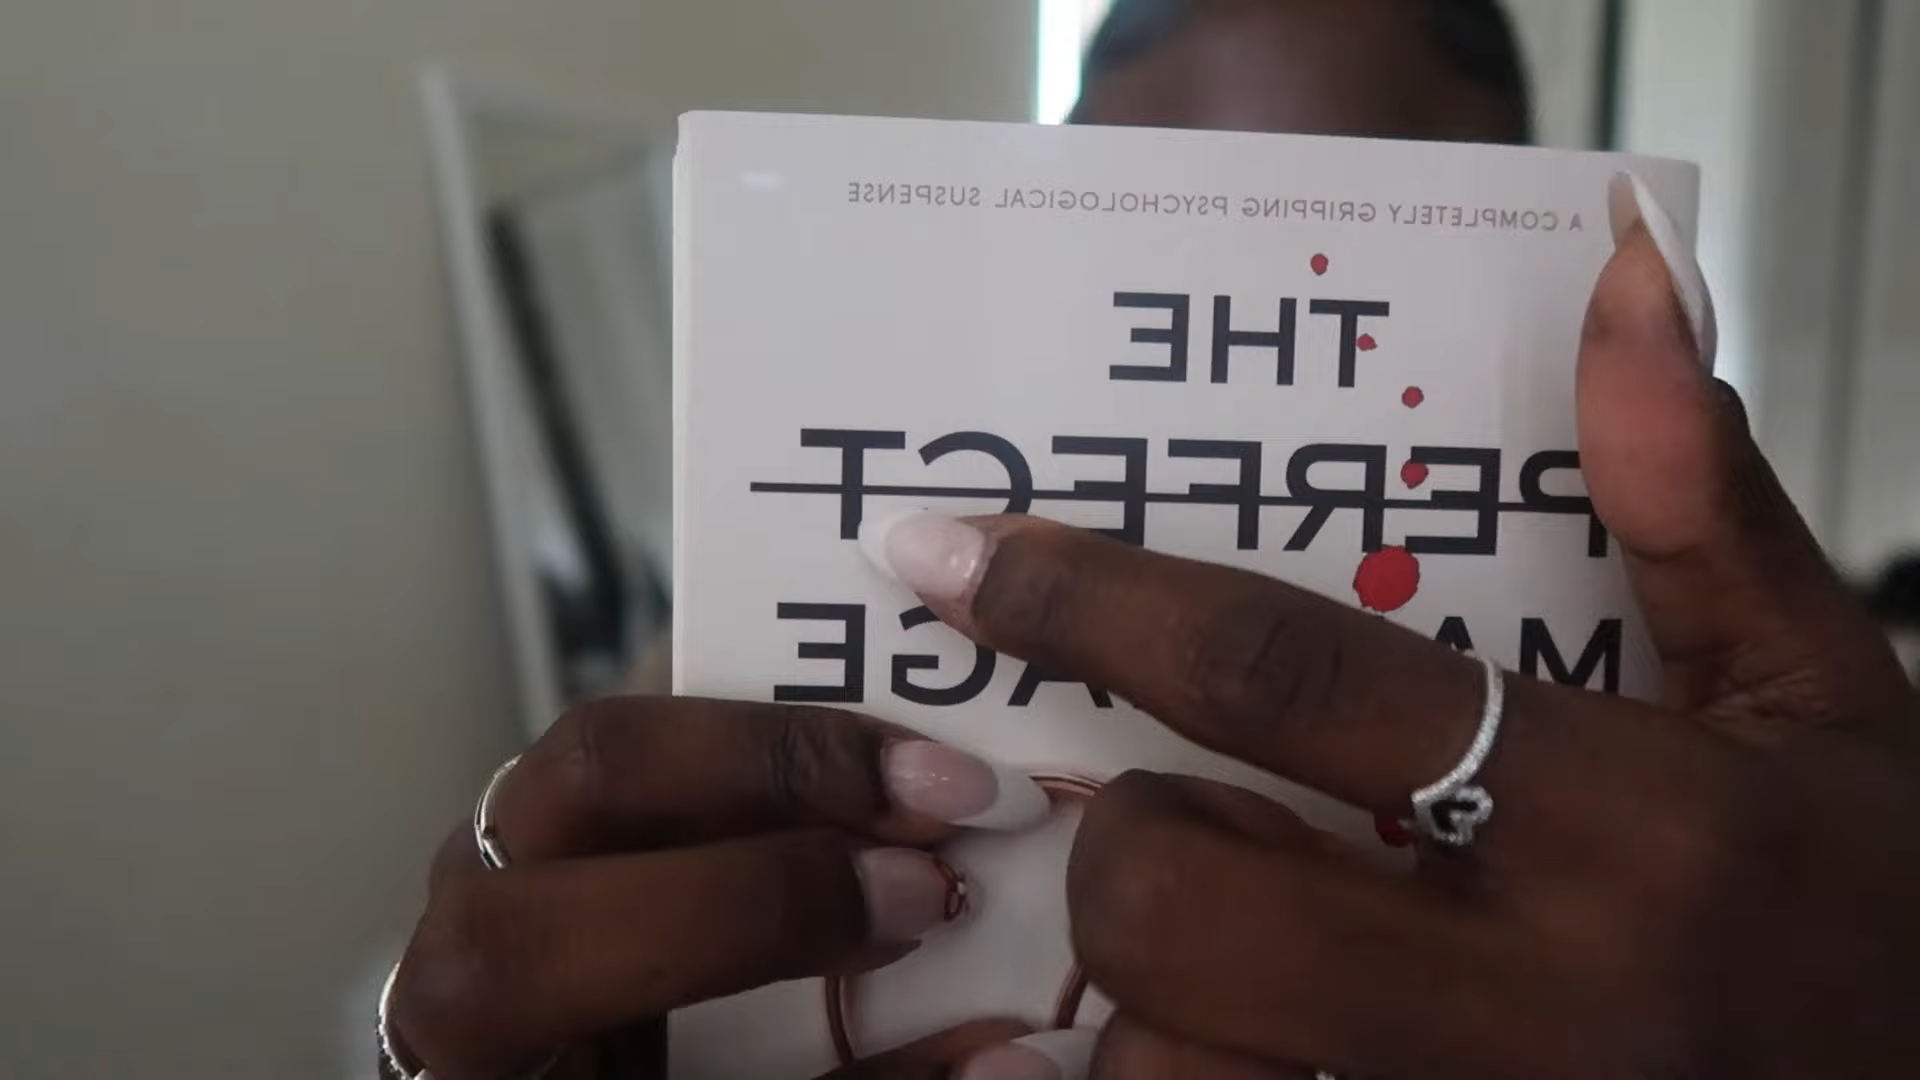 A COMPLETELY GRIPPING PSYCHOLOGICAL SUSPENSE
THE
PERFECT
MARRIAGE